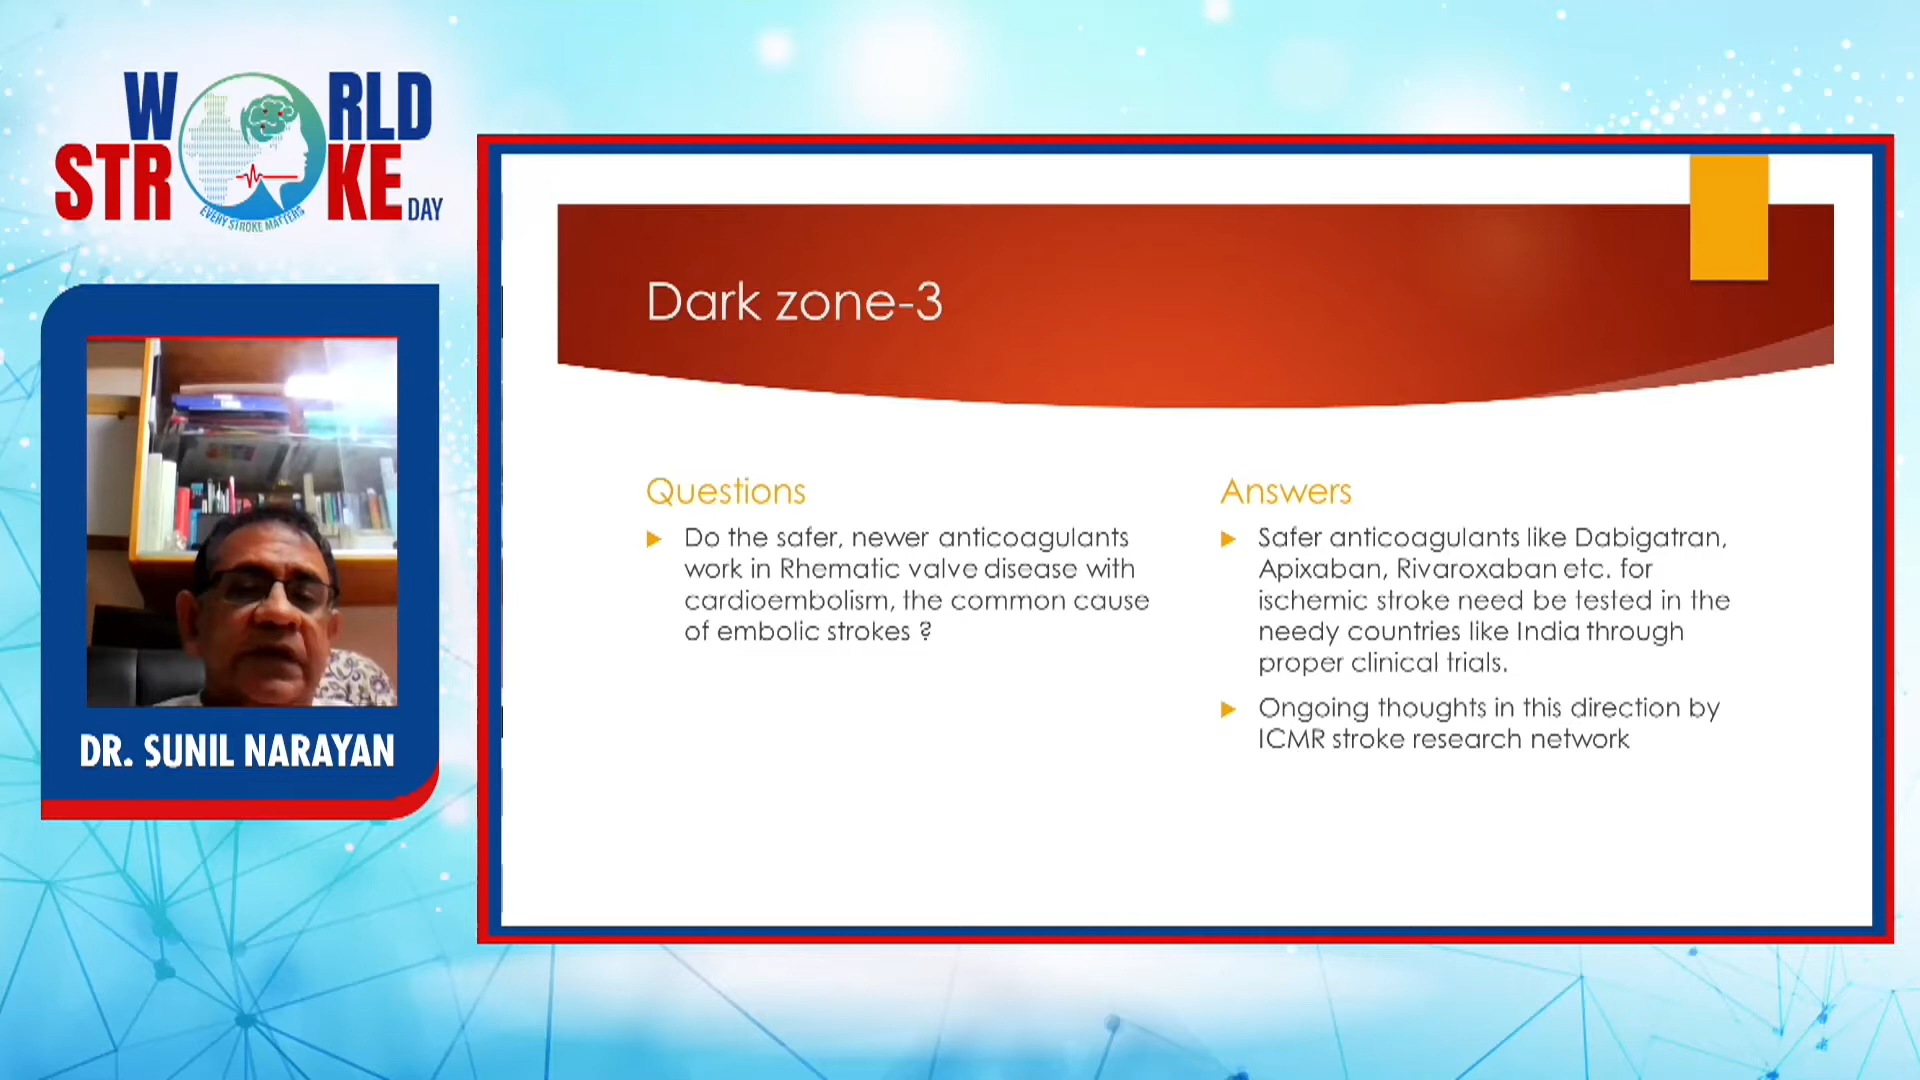 WORLD
STROKE DAY
EVERY STROKE MATTERS
DR. SUNIL NARAYAN
Dark zone-3
Questions
Do the safer, newer anticoagulants
work in Rhematic valve disease with
cardioembolism, the common cause
of embolic strokes ?
Answers
Safer anticoagulants like Dabigatran,
Apixaban, Rivaroxaban etc. for
ischemic stroke need be tested in the
needy countries like India through
proper clinical trials.
Ongoing thoughts in this direction by
ICMR stroke research network